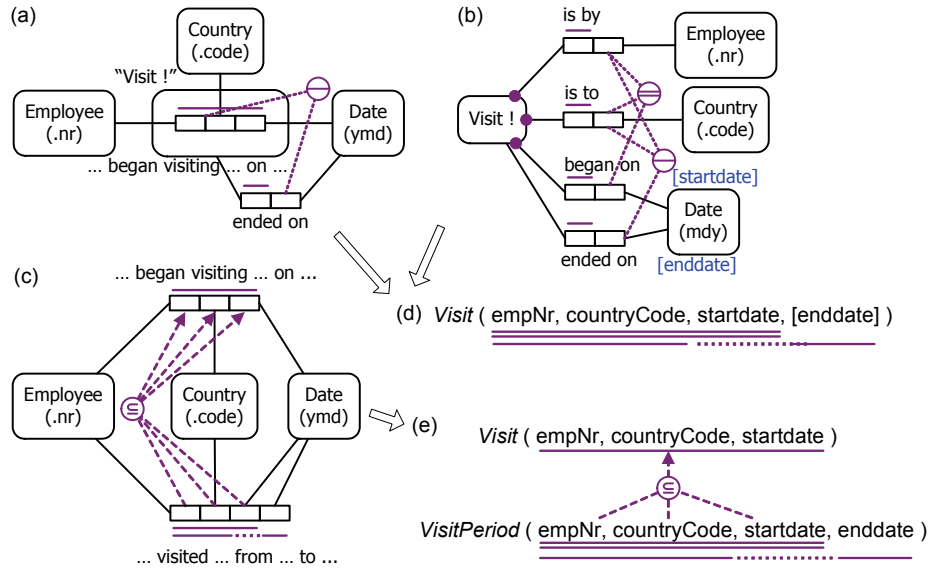 (a)
Country
(.code)
"Visit !"
Employee
(.nr)
Date
(ymd)
... began visiting ... on ...
ended on
(b)
is by
Employee
(.nr)
is to
Country
(.code)
Visit !
began on
[startdate]
Date
(mdy)
ended on
[enddate]
(c)
... began visiting ... on ...
Employee
(.nr)
Country
(.code)
Date
(ymd)
... visited ... from ... to ...
(d) Visit ( empNr, countryCode, startdate, [enddate] )
(e)
Visit ( empNr, countryCode, startdate )
VisitPeriod ( empNr, countryCode, startdate, enddate )